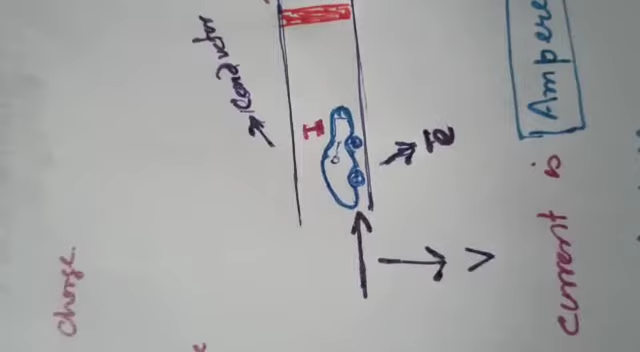 charge.
Conductor
I
e
V
Current is Ampere